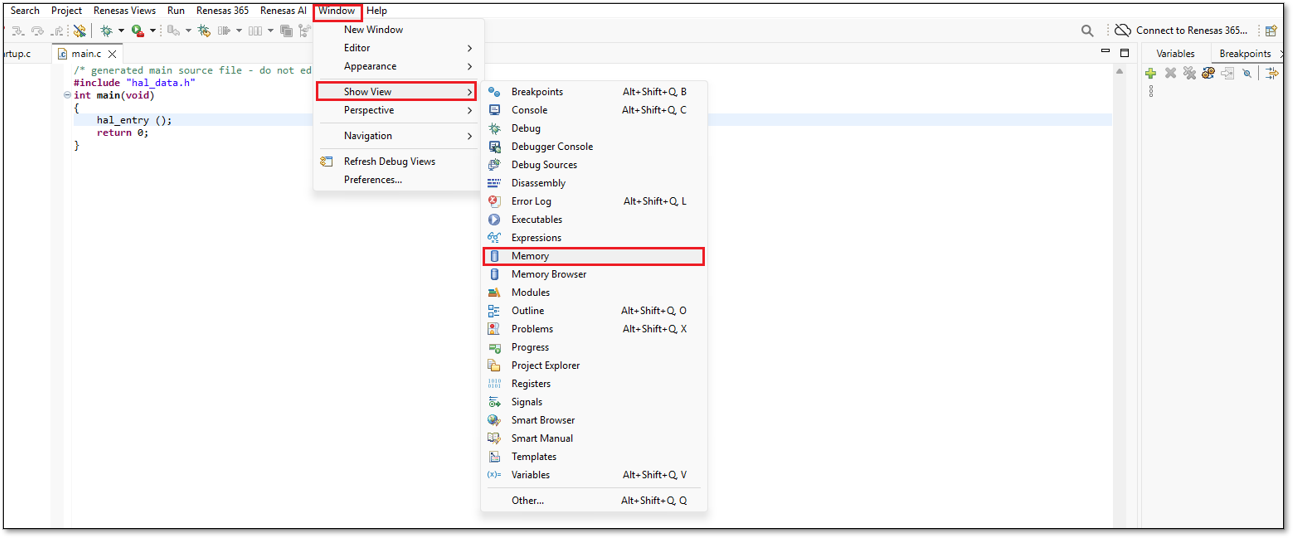 Search Project Renesas Views Run Renesas 365 Renesas AI Window Help
Connect to Renesas 365...
rtup.c main.c
Variables Breakpoints
/* generated main source file - do not ed
#include "hal_data.h"
int main(void)
{
hal_entry ();
return 0;
}
New Window
Editor
Appearance
Show View
Perspective
Navigation
Refresh Debug Views
Preferences...
Breakpoints Alt+Shift+Q, B
Console Alt+Shift+Q, C
Debug
Debugger Console
Debug Sources
Disassembly
Error Log Alt+Shift+Q, L
Executables
Expressions
Memory
Memory Browser
Modules
Outline Alt+Shift+Q, O
Problems Alt+Shift+Q, X
Progress
Project Explorer
Registers
Signals
Smart Browser
Smart Manual
Templates
Variables Alt+Shift+Q, V
Other... Alt+Shift+Q, Q